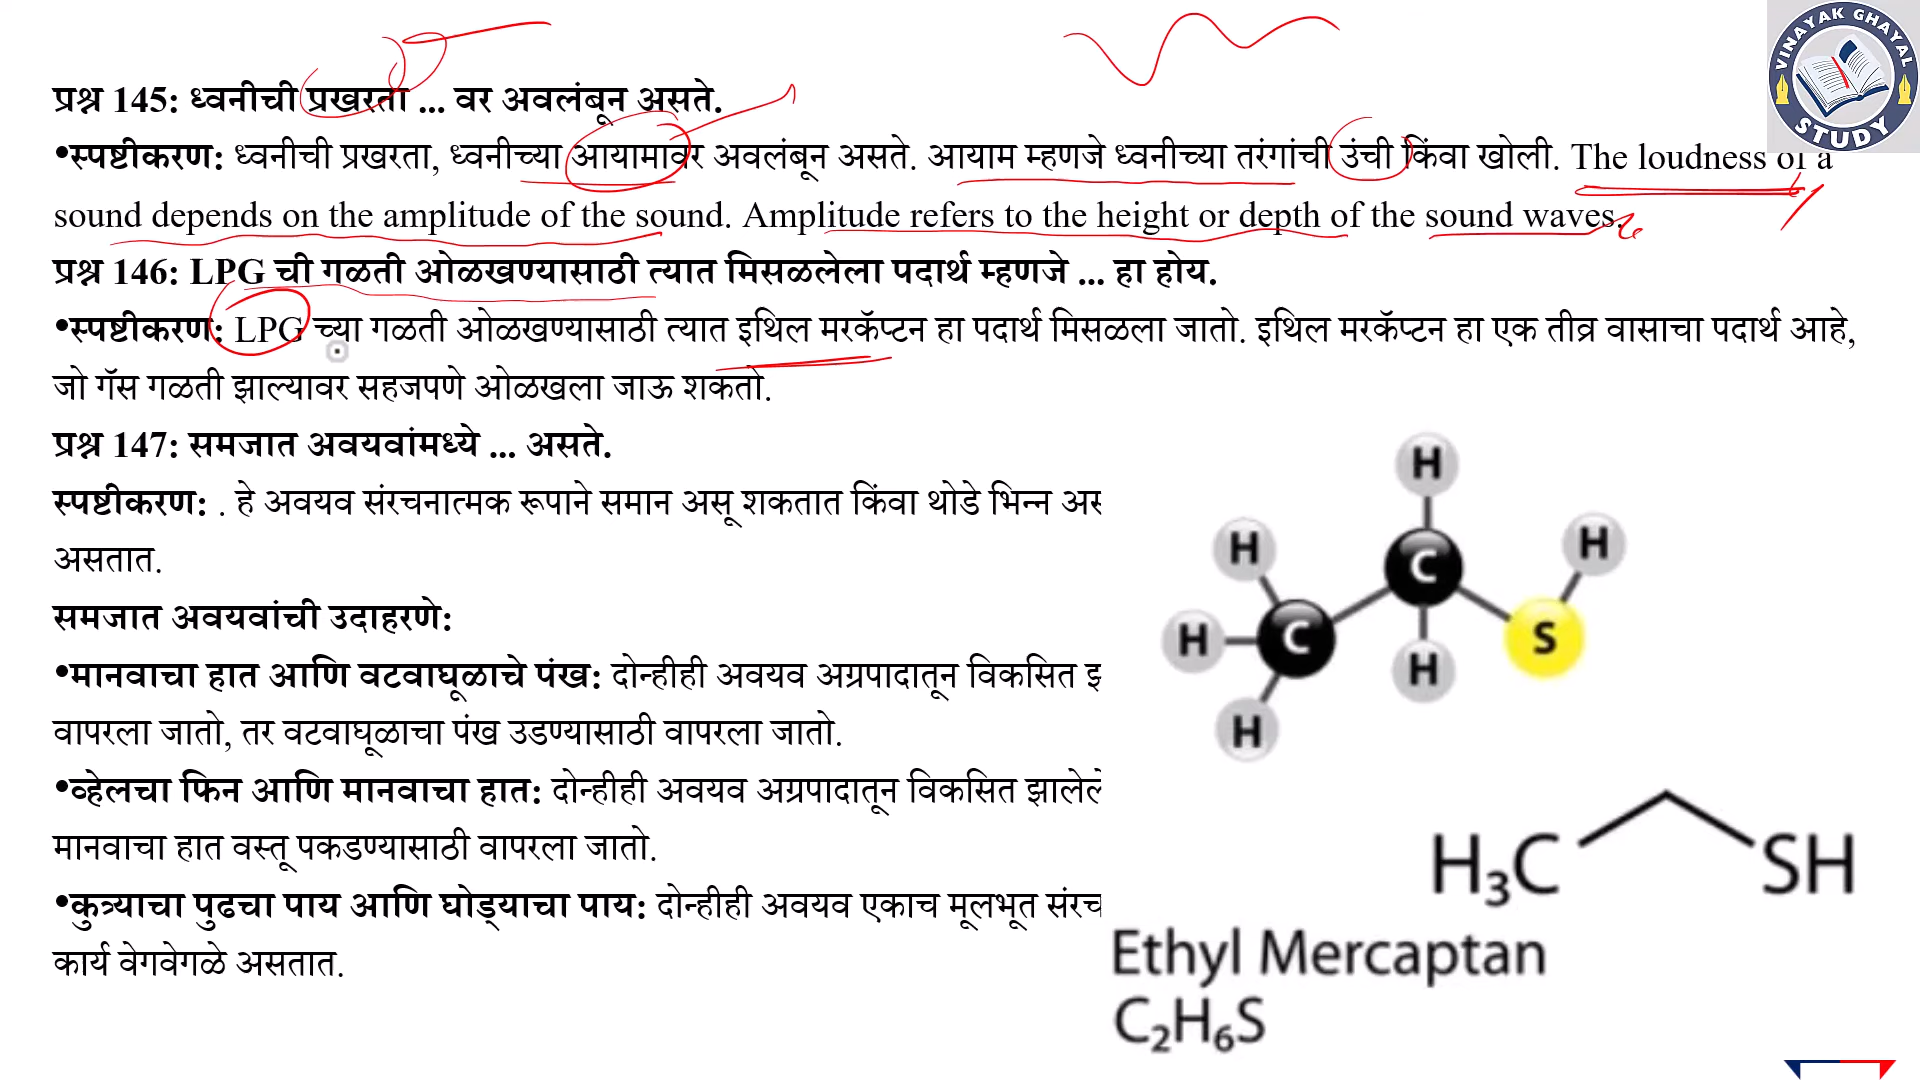 प्रश्न 145: ध्वनीची प्रखरता ... वर अवलंबून असते.
•स्पष्टीकरण: ध्वनीची प्रखरता, ध्वनीच्या आयामावर अवलंबून असते. आयाम म्हणजे ध्वनीच्या तरंगांची उंची किंवा खोली. The loudness of a
sound depends on the amplitude of the sound. Amplitude refers to the height or depth of the sound waves.
प्रश्न 146: LPG ची गळती ओळखण्यासाठी त्यात मिसळलेला पदार्थ म्हणजे ... हा होय.
•स्पष्टीकरण: LPG च्या गळती ओळखण्यासाठी त्यात इथिल मरकॅप्टन हा पदार्थ मिसळला जातो. इथिल मरकॅप्टन हा एक तीव्र वासाचा पदार्थ आहे,
जो गॅस गळती झाल्यावर सहजपणे ओळखला जाऊ शकतो.
प्रश्न 147: समजात अवयवांमध्ये ... असते.
स्पष्टीकरण: . हे अवयव संरचनात्मक रूपाने समान असू शकतात किंवा थोडे भिन्न
असतात.
समजात अवयवांची उदाहरणे:
•मानवाचा हात आणि वटवाघूळाचे पंख: दोन्हीही अवयव अग्रपादातून विकसित
वापरला जातो, तर वटवाघूळाचा पंख उडण्यासाठी वापरला जातो.
•व्हेलचा फिन आणि मानवाचा हात: दोन्हीही अवयव अग्रपादातून विकसित झालेले
मानवाचा हात वस्तू पकडण्यासाठी वापरला जातो.
•कुत्र्याचा पुढचा पाय आणि घोड्याचा पाय: दोन्हीही अवयव एकाच मूलभूत
कार्य वेगवेगळे असतात.
VINAYAK GHAYAL
STUDY
H
H C H
H C S
H H
H₃C SH
Ethyl Mercaptan
C₂H₆S